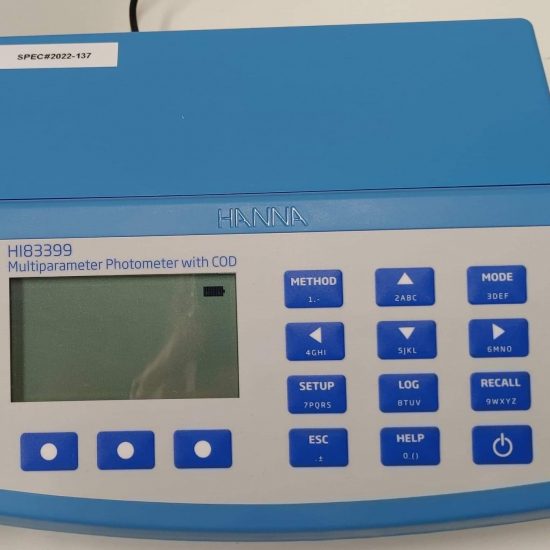 SPEC#2022-137
HANNA
HI83399
Multiparameter Photometer with COD
METHOD
1.-
2ABC
MODE
3DEF
4GHI
5JKL
6MNO
SETUP
7PQRS
LOG
8TUV
RECALL
9WXYZ
ESC
.±
HELP
0_()